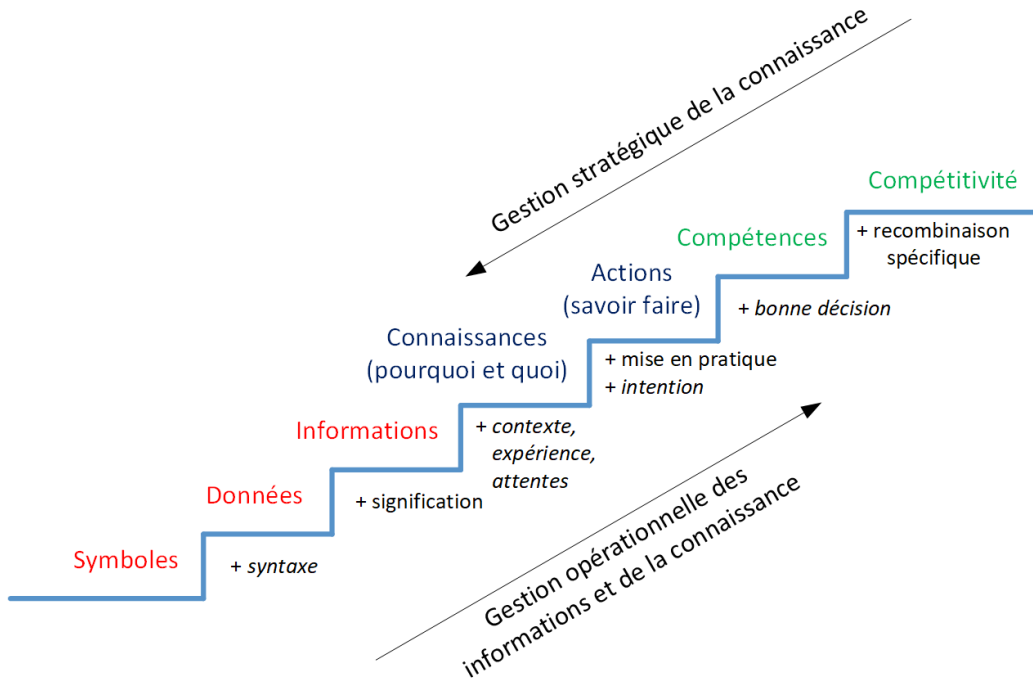 Gestion stratégique de la connaissance
Compétitivité
+ recombinaison
spécifique
Compétences
+ bonne décision
Actions
(savoir faire)
+ mise en pratique
+ intention
Connaissances
(pourquoi et quoi)
+ contexte,
expérience,
attentes
Informations
+ signification
Données
+ syntaxe
Symboles
Gestion opérationnelle des
informations et de la connaissance